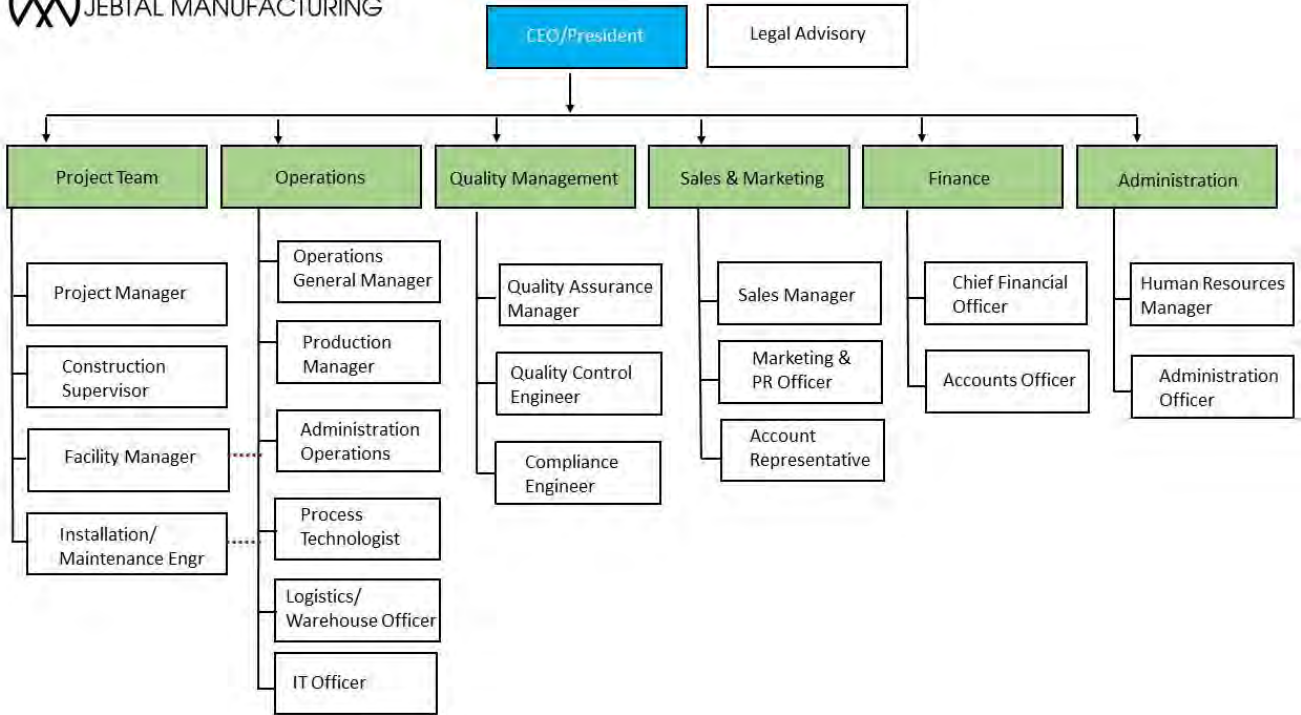 JEBTAL MANUFACTURING
CEO/President
Legal Advisory
Project Team
Operations
Quality Management
Sales & Marketing
Finance
Administration
Project Manager
Construction
Supervisor
Facility Manager
Installation/
Maintenance Engr
Operations
General Manager
Production
Manager
Administration
Operations
Process
Technologist
Logistics/
Warehouse Officer
IT Officer
Quality Assurance
Manager
Quality Control
Engineer
Compliance
Engineer
Sales Manager
Marketing &
PR Officer
Account
Representative
Chief Financial
Officer
Accounts Officer
Human Resources
Manager
Administration
Officer